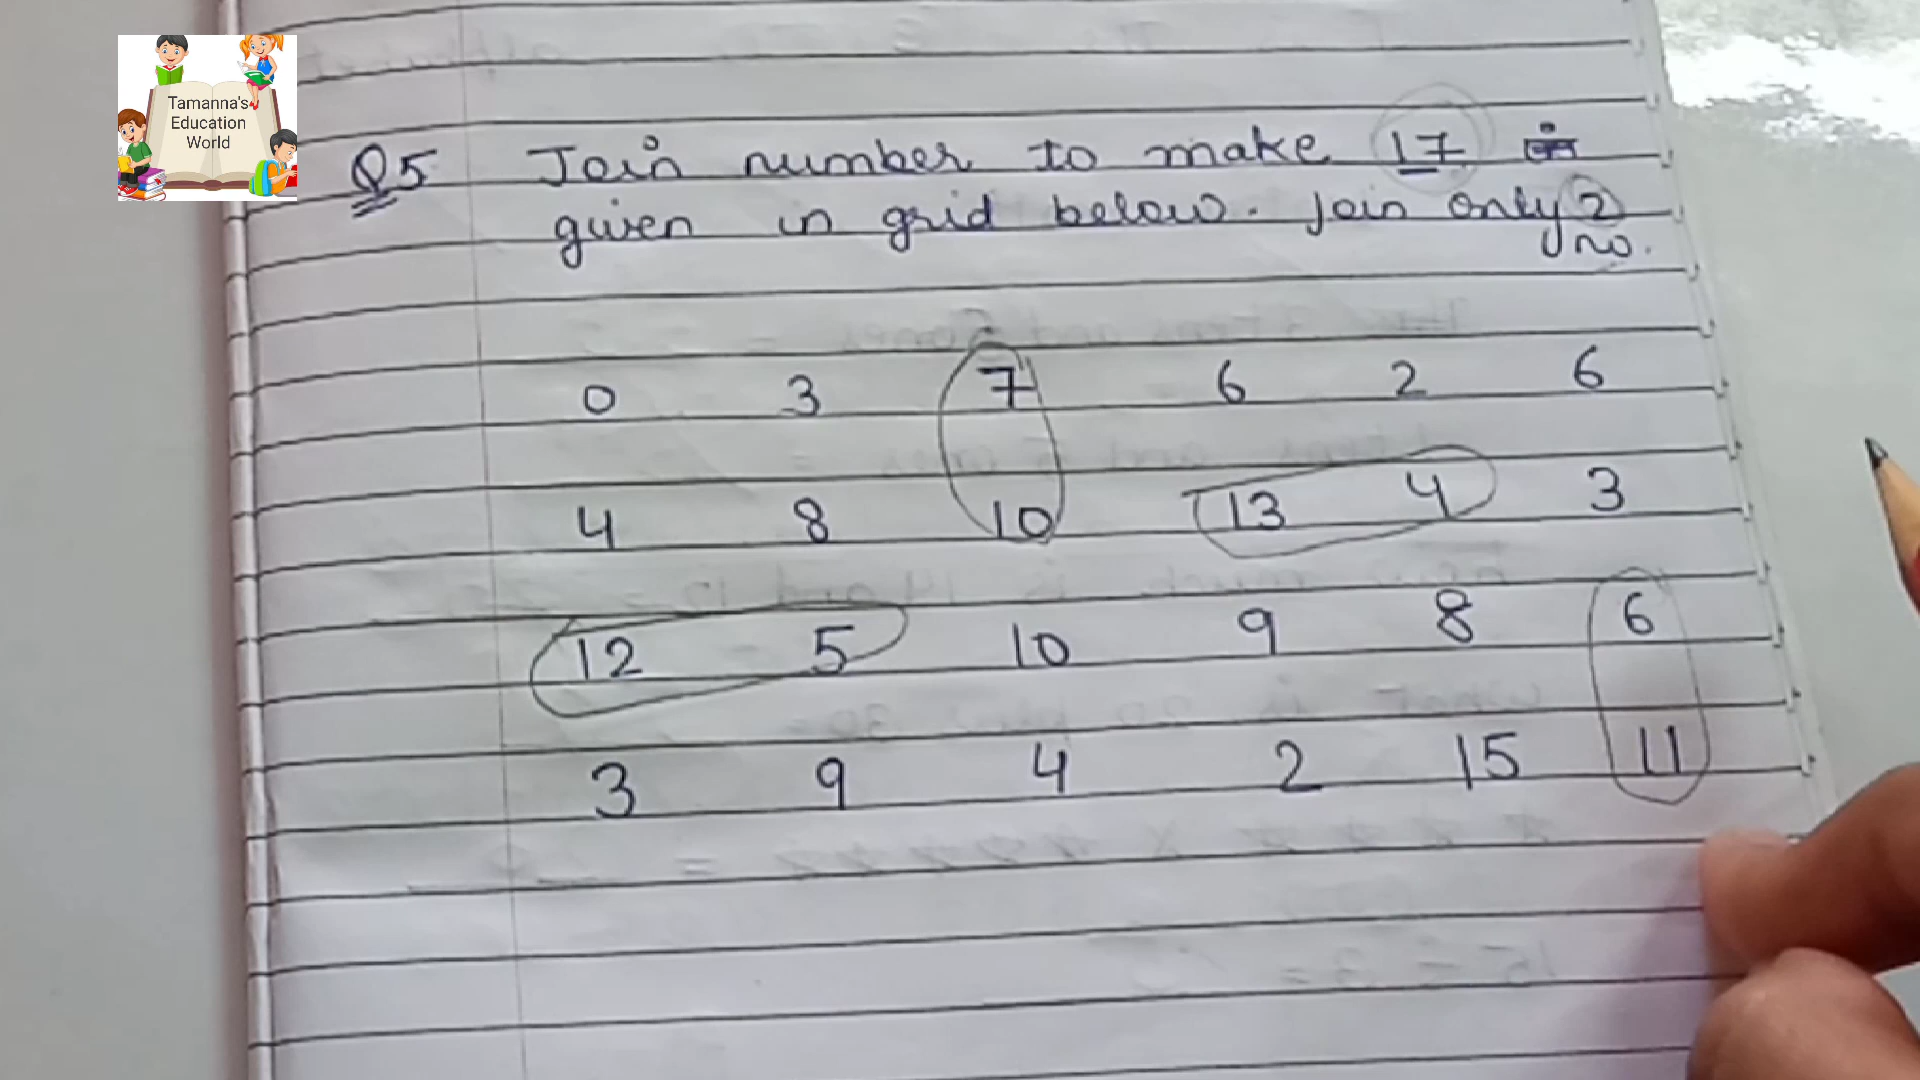 Tamanna's
Education
World
Q5 Join number to make 17
given in grid below. Join only 2
no.
0 3 7 6 2 6
4 8 10 13 4 3
12 5 10 9 8 6
3 9 4 2 15 11